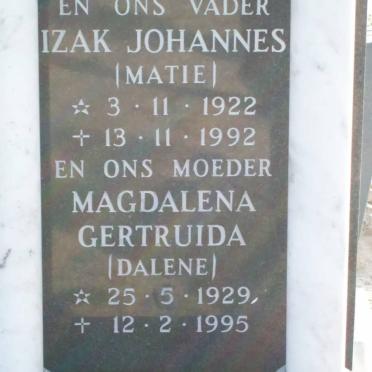 EN ONS VADER
IZAK JOHANNES
(MATIE)
☆ 3 · 11 · 1922
✝ 13 · 11 · 1992
EN ONS MOEDER
MAGDALENA
GERTRUIDA
(DALENE)
☆ 25 · 5 · 1929
✝ 12 · 2 · 1995